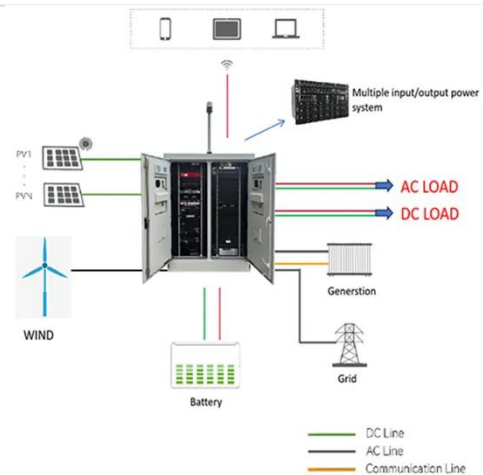 Multiple input/output power
system
PV1
PVN
AC LOAD
DC LOAD
Generstion
WIND
Grid
Battery
DC Line
AC Line
Communication Line